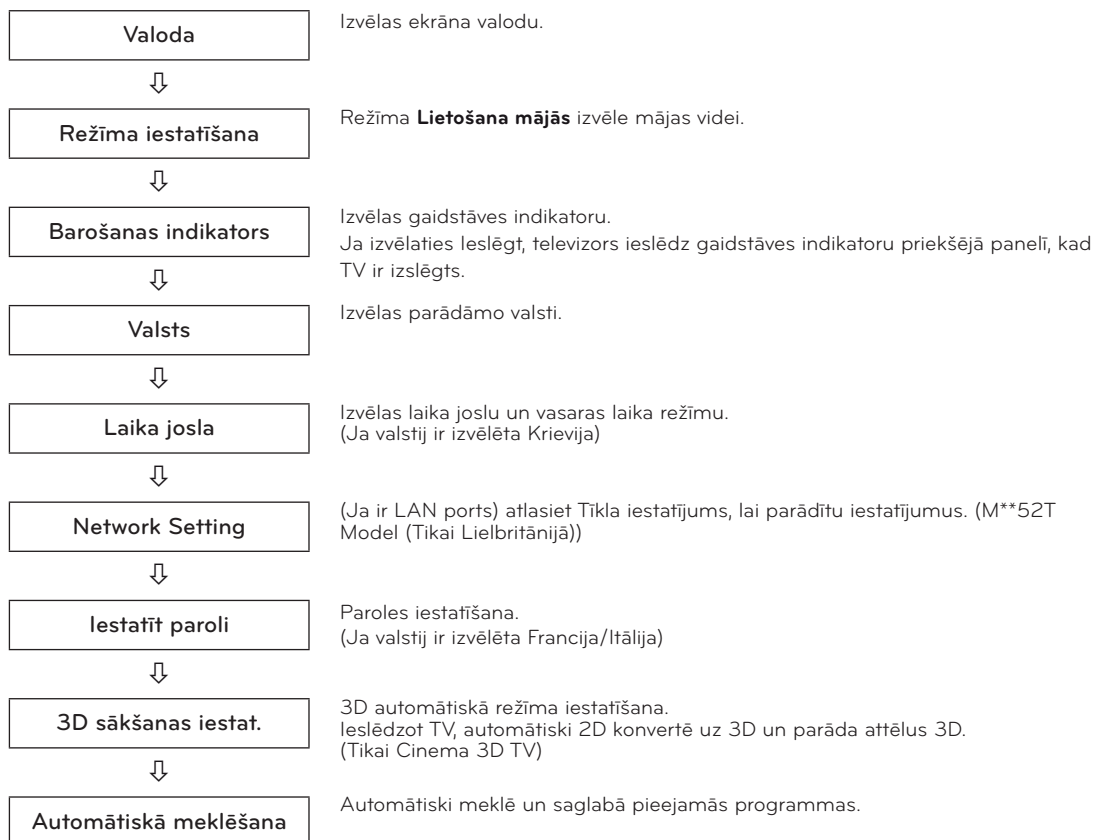 Valoda
Izvēlas ekrāna valodu.
Režīma iestatīšana
Režīma Lietošana mājās izvēle mājas videi.
Barošanas indikators
Izvēlas gaidstāves indikatoru.
Ja izvēlaties Ieslēgt, televizors ieslēdz gaidstāves indikatoru priekšējā panelī, kad
TV ir izslēgts.
Valsts
Izvēlas parādāmo valsti.
Laika josla
Izvēlas laika joslu un vasaras laika režīmu.
(Ja valstij ir izvēlēta Krievija)
Network Setting
(Ja ir LAN ports) atlasiet Tīkla iestatījums, lai parādītu iestatījumus. (M**52T
Model (Tikai Lielbritānijā))
Iestatīt paroli
Paroles iestatīšana.
(Ja valstij ir izvēlēta Francija/Itālija)
3D sākšanas iestat.
3D automātiskā režīma iestatīšana.
Ieslēdzot TV, automātiski 2D konvertē uz 3D un parāda attēlus 3D.
(Tikai Cinema 3D TV)
Automātiskā meklēšana
Automātiski meklē un saglabā pieejamās programmas.